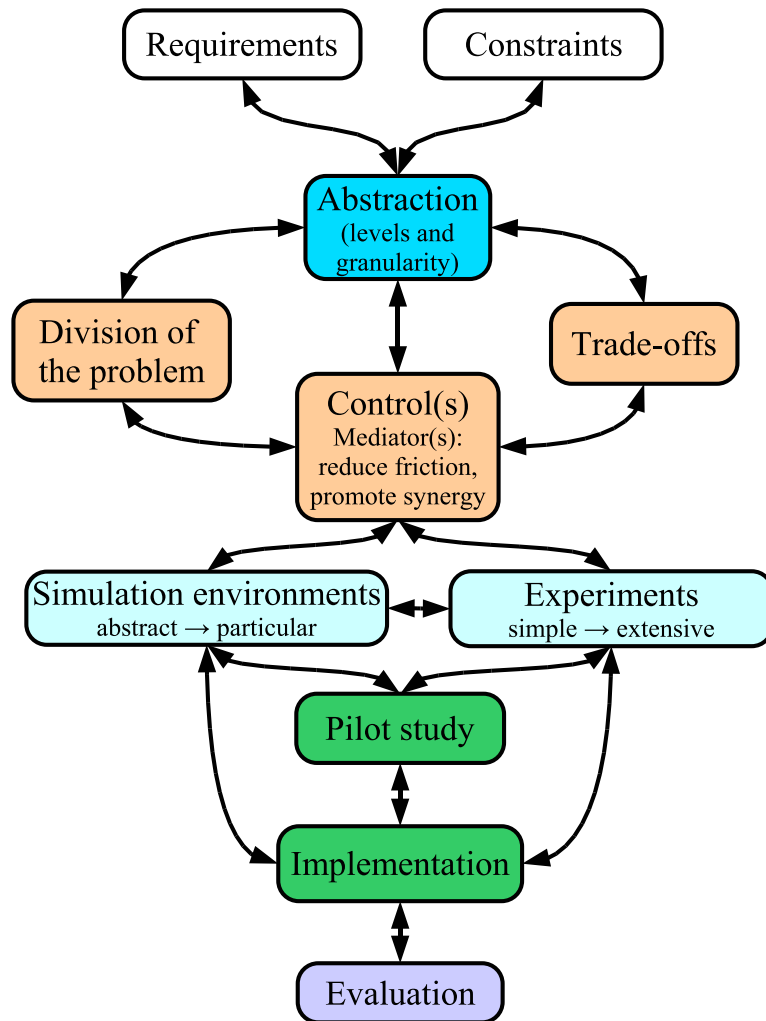 Requirements
Constraints
Abstraction
(levels and
granularity)
Division of
the problem
Trade-offs
Control(s)
Mediator(s):
reduce friction,
promote synergy
Simulation environments
abstract → particular
Experiments
simple → extensive
Pilot study
Implementation
Evaluation